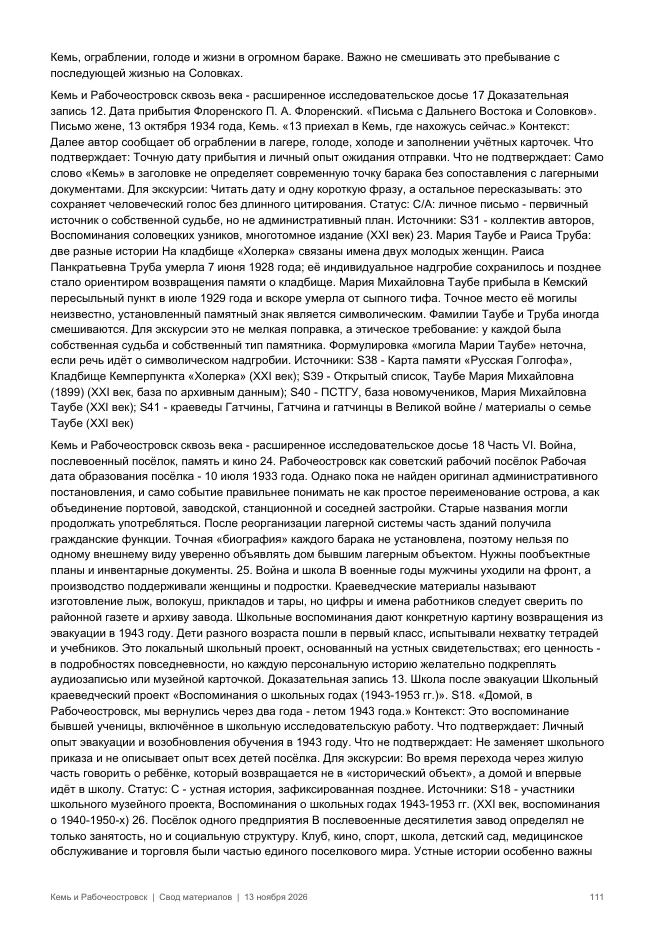 Кемь, ограблении, голоде и жизни в огромном бараке. Важно не смешивать это пребывание с
последующей жизнью на Соловках.
Кемь и Рабочеостровск сквозь века - расширенное исследовательское досье 17 Доказательная
запись 12. Дата прибытия Флоренского П. А. Флоренский. «Письма с Дальнего Востока и Соловков».
Письмо жене, 13 октября 1934 года, Кемь. «13 приехал в Кемь, где нахожусь сейчас.» Контекст:
Далее автор сообщает об ограблении в лагере, голоде, холоде и заполнении учётных карточек. Что
подтверждает: Точную дату прибытия и личный опыт ожидания отправки. Что не подтверждает: Само
слово «Кемь» в заголовке не определяет современную точку барака без сопоставления с лагерными
документами. Для экскурсии: Читать дату и одну короткую фразу, а остальное пересказывать: это
сохраняет человеческий голос без длинного цитирования. Статус: C/A: личное письмо - первичный
источник о собственной судьбе, но не административный план. Источники: S31 - коллектив авторов,
Воспоминания соловецких узников, многотомное издание (XXI век) 23. Мария Таубе и Раиса Труба:
две разные истории На кладбище «Холерка» связаны имена двух молодых женщин. Раиса
Панкратьевна Труба умерла 7 июня 1928 года; её индивидуальное надгробие сохранилось и позднее
стало ориентиром возвращения памяти о кладбище. Мария Михайловна Таубе прибыла в Кемский
пересыльный пункт в июле 1929 года и вскоре умерла от сыпного тифа. Точное место её могилы
неизвестно, установленный памятный знак является символическим. Фамилии Таубе и Труба иногда
смешиваются. Для экскурсии это не мелкая поправка, а этическое требование: у каждой была
собственная судьба и собственный тип памятника. Формулировка «могила Марии Таубе» неточна,
если речь идёт о символическом надгробии. Источники: S38 - Карта памяти «Русская Голгофа»,
Кладбище Кемперпункта «Холерка» (XXI век); S39 - Открытый список, Таубе Мария Михайловна
(1899) (XXI век, база по архивным данным); S40 - ПСТГУ, база новомучеников, Мария Михайловна
Таубе (XXI век); S41 - краеведы Гатчины, Гатчина и гатчинцы в Великой войне / материалы о семье
Таубе (XXI век)
Кемь и Рабочеостровск сквозь века - расширенное исследовательское досье 18 Часть VI. Война,
послевоенный посёлок, память и кино 24. Рабочеостровск как советский рабочий посёлок Рабочая
дата образования посёлка - 10 июля 1933 года. Однако пока не найден оригинал административного
постановления, и само событие правильнее понимать не как простое переименование острова, а как
объединение портовой, заводской, станционной и соседней застройки. Старые названия могли
продолжать употребляться. После реорганизации лагерной системы часть зданий получила
гражданские функции. Точная «биография» каждого барака не установлена, поэтому нельзя по
одному внешнему виду уверенно объявлять дом бывшим лагерным объектом. Нужны пообъектные
планы и инвентарные документы. 25. Война и школа В военные годы мужчины уходили на фронт, а
производство поддерживали женщины и подростки. Краеведческие материалы называют
изготовление лыж, волокуш, прикладов и тары, но цифры и имена работников следует сверить по
районной газете и архиву завода. Школьные воспоминания дают конкретную картину возвращения из
эвакуации в 1943 году. Дети разного возраста пошли в первый класс, испытывали нехватку тетрадей
и учебников. Это локальный школьный проект, основанный на устных свидетельствах; его ценность -
в подробностях повседневности, но каждую персональную историю желательно подкреплять
аудиозаписью или музейной карточкой. Доказательная запись 13. Школа после эвакуации Школьный
краеведческий проект «Воспоминания о школьных годах (1943-1953 гг.)». S18. «Домой, в
Рабочеостровск, мы вернулись через два года - летом 1943 года.» Контекст: Это воспоминание
бывшей ученицы, включённое в школьную исследовательскую работу. Что подтверждает: Личный
опыт эвакуации и возобновления обучения в 1943 году. Что не подтверждает: Не заменяет школьного
приказа и не описывает опыт всех детей посёлка. Для экскурсии: Во время перехода через жилую
часть говорить о ребёнке, который возвращается не в «исторический объект», а домой и впервые
идёт в школу. Статус: C - устная история, зафиксированная позднее. Источники: S18 - участники
школьного музейного проекта, Воспоминания о школьных годах 1943-1953 гг. (XXI век, воспоминания
о 1940-1950-х) 26. Посёлок одного предприятия В послевоенные десятилетия завод определял не
только занятость, но и социальную структуру. Клуб, кино, спорт, школа, детский сад, медицинское
обслуживание и торговля были частью единого поселкового мира. Устные истории особенно важны
Кемь и Рабочеостровск | Свод материалов | 13 ноября 2026
111